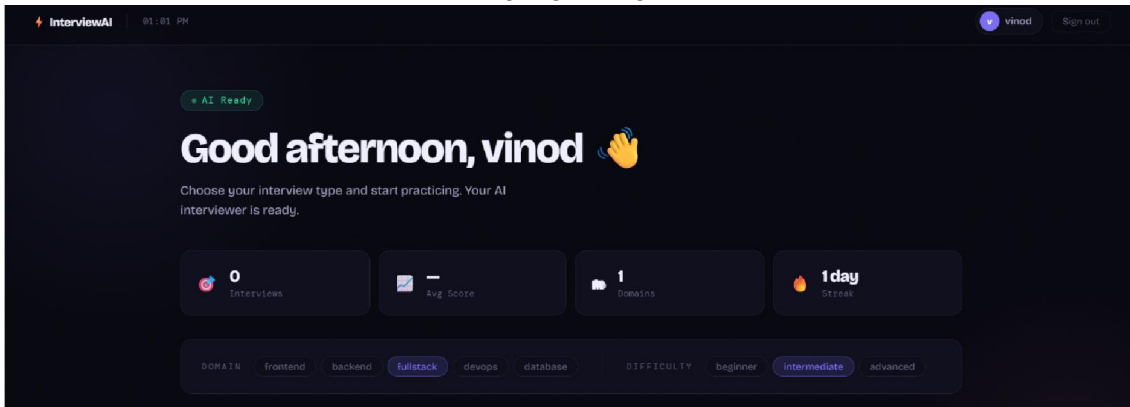 InterviewAI 01:01 PM v vinod Sign out
AI Ready
Good afternoon, vinod
Choose your interview type and start practicing. Your AI
interviewer is ready.
0 — 1 1 day
Interviews Avg Score Domains Streak
DOMAIN frontend backend fullstack devops database DIFFICULTY beginner intermediate advanced